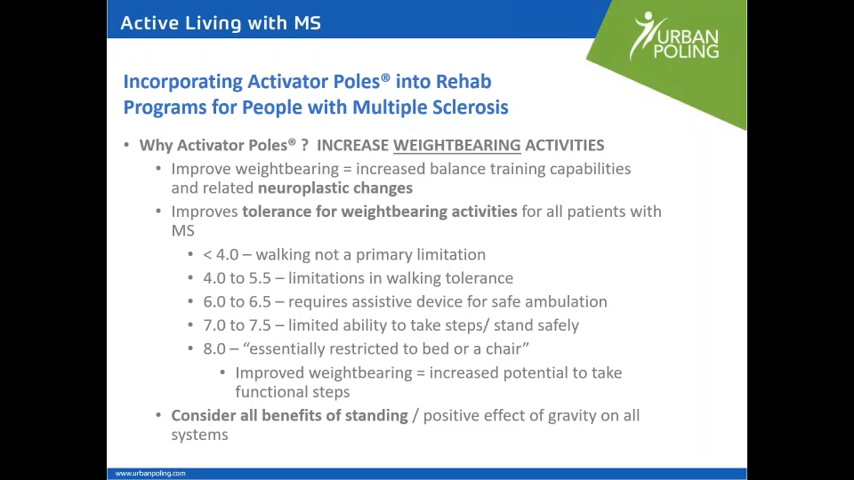 Active Living with MS
URBAN
POLING
Incorporating Activator Poles® into Rehab
Programs for People with Multiple Sclerosis
• Why Activator Poles® ? INCREASE WEIGHTBEARING ACTIVITIES
• Improve weightbearing = increased balance training capabilities
and related neuroplastic changes
• Improves tolerance for weightbearing activities for all patients with
MS
• < 4.0 – walking not a primary limitation
• 4.0 to 5.5 – limitations in walking tolerance
• 6.0 to 6.5 – requires assistive device for safe ambulation
• 7.0 to 7.5 – limited ability to take steps/ stand safely
• 8.0 – “essentially restricted to bed or a chair”
• Improved weightbearing = increased potential to take
functional steps
• Consider all benefits of standing / positive effect of gravity on all
systems
www.urbanpoling.com